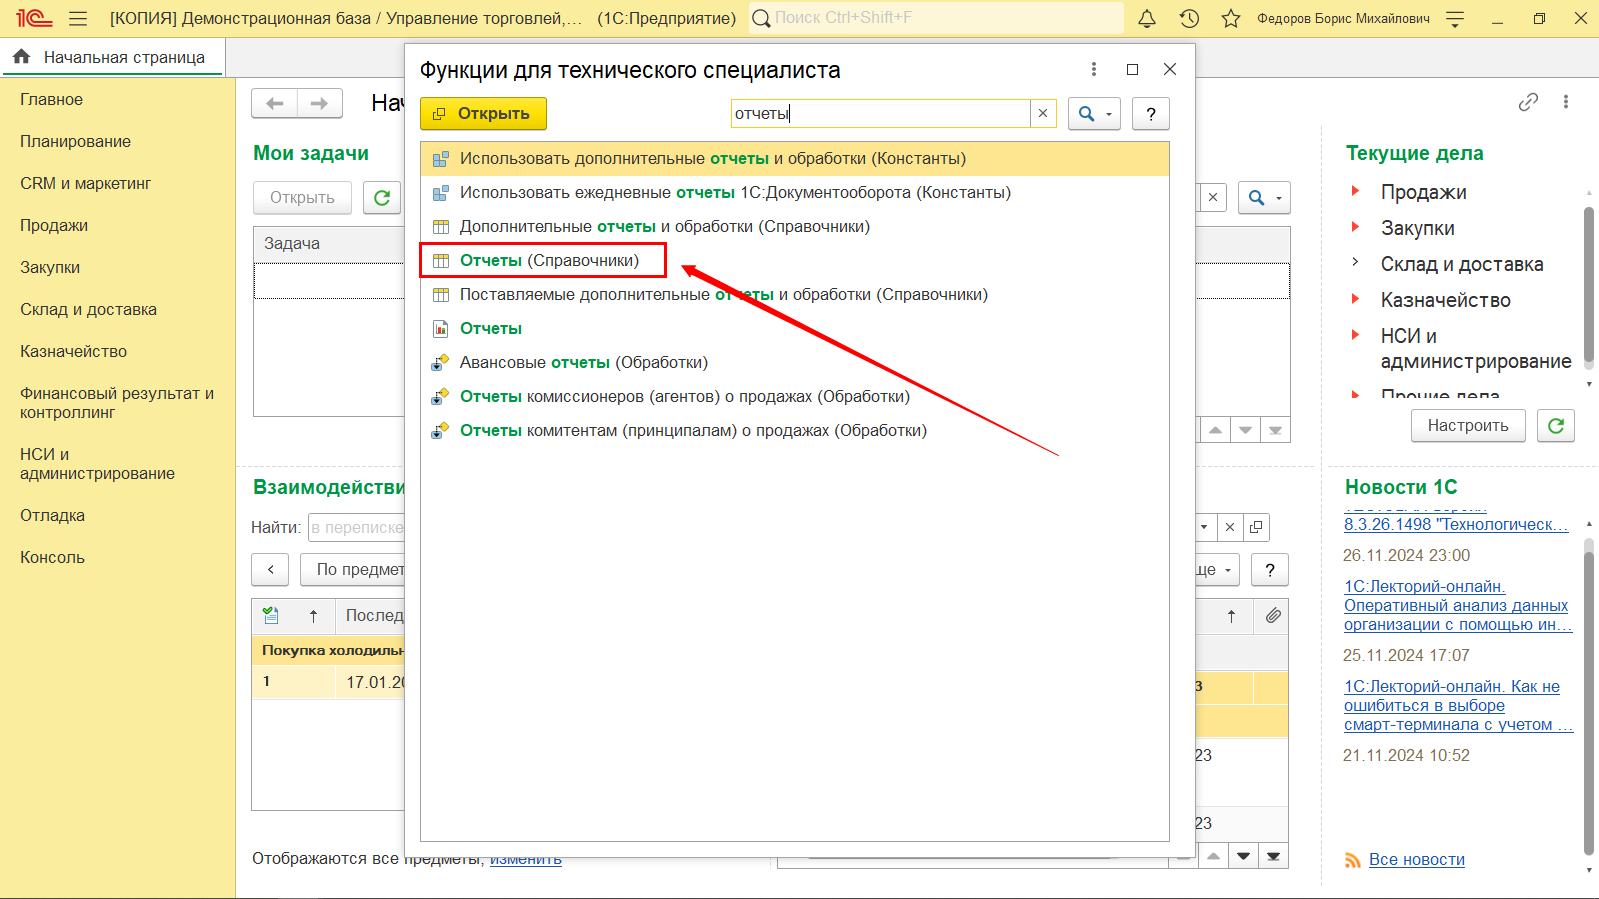 1С
[КОПИЯ] Демонстрационная база / Управление торговлей,... (1С:Предприятие)
Поиск Ctrl+Shift+F
Федоров Борис Михайлович
Начальная страница
Главное
Планирование
CRM и маркетинг
Продажи
Закупки
Склад и доставка
Казначейство
Финансовый результат и
контроллинг
НСИ и
администрирование
Отладка
Консоль
Нач
Мои задачи
Открыть
Задача
Взаимодействи
Найти:
в переписке
По предмет
Послед
Покупка холодильн
1
17.01.20
Отображаются все предметы, изменить
Функции для технического специалиста
Открыть
отчеты
?
Использовать дополнительные отчеты и обработки (Константы)
Использовать ежедневные отчеты 1С:Документооборота (Константы)
Дополнительные отчеты и обработки (Справочники)
Отчеты (Справочники)
Поставляемые дополнительные отчеты и обработки (Справочники)
Отчеты
Авансовые отчеты (Обработки)
Отчеты комиссионеров (агентов) о продажах (Обработки)
Отчеты комитентам (принципалам) о продажах (Обработки)
ще
?
3
23
23
Текущие дела
Продажи
Закупки
Склад и доставка
Казначейство
НСИ и
администрирование
Прочие дела
Настроить
Новости 1С
8.3.26.1498 "Технологическ...
26.11.2024 23:00
1С:Лекторий-онлайн.
Оперативный анализ данных
организации с помощью ин...
25.11.2024 17:07
1С:Лекторий-онлайн. Как не
ошибиться в выборе
смарт-терминала с учетом ...
21.11.2024 10:52
Все новости